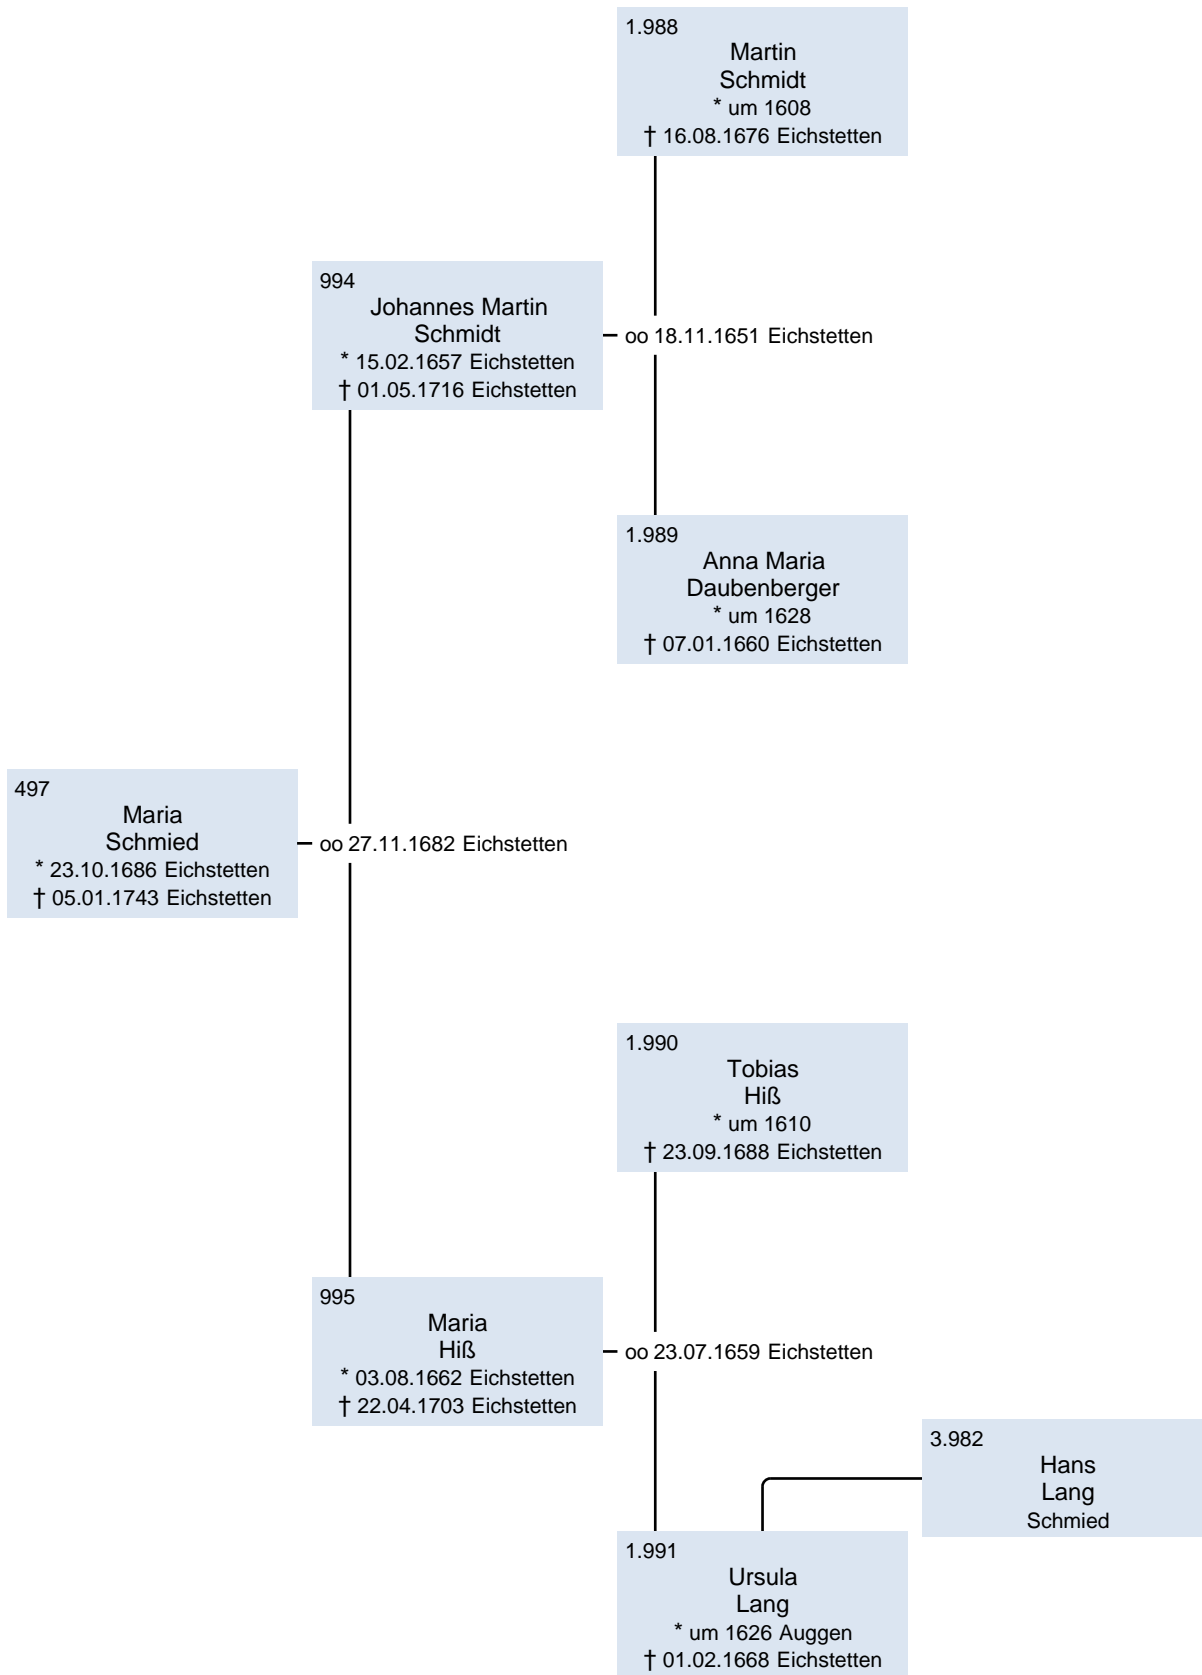 1.988
Martin
Schmidt
* um 1608
† 16.08.1676 Eichstetten
994
Johannes Martin
Schmidt
* 15.02.1657 Eichstetten
† 01.05.1716 Eichstetten
oo 18.11.1651 Eichstetten
1.989
Anna Maria
Daubenberger
* um 1628
† 07.01.1660 Eichstetten
497
Maria
Schmied
* 23.10.1686 Eichstetten
† 05.01.1743 Eichstetten
oo 27.11.1682 Eichstetten
1.990
Tobias
Hiß
* um 1610
† 23.09.1688 Eichstetten
995
Maria
Hiß
* 03.08.1662 Eichstetten
† 22.04.1703 Eichstetten
oo 23.07.1659 Eichstetten
3.982
Hans
Lang
Schmied
1.991
Ursula
Lang
* um 1626 Auggen
† 01.02.1668 Eichstetten